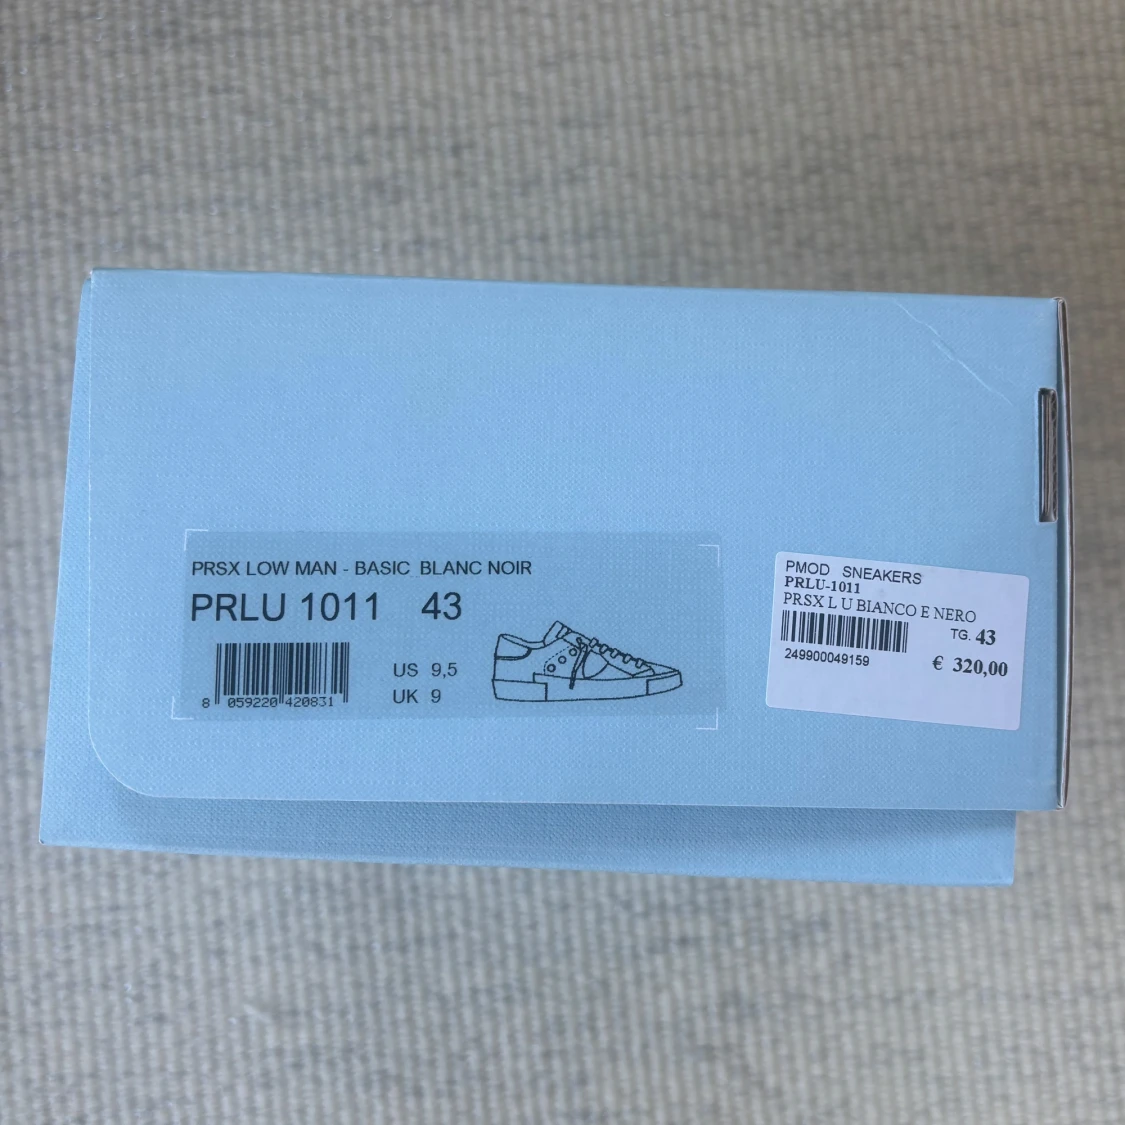 PRSX LOW MAN - BASIC BLANC NOIR
PRLU 1011 43
US 9,5
UK 9
8 059220 420831
PMOD SNEAKERS
PRLU-1011
PRSX L U BIANCO E NERO
TG. 43
249900049159
€ 320,00